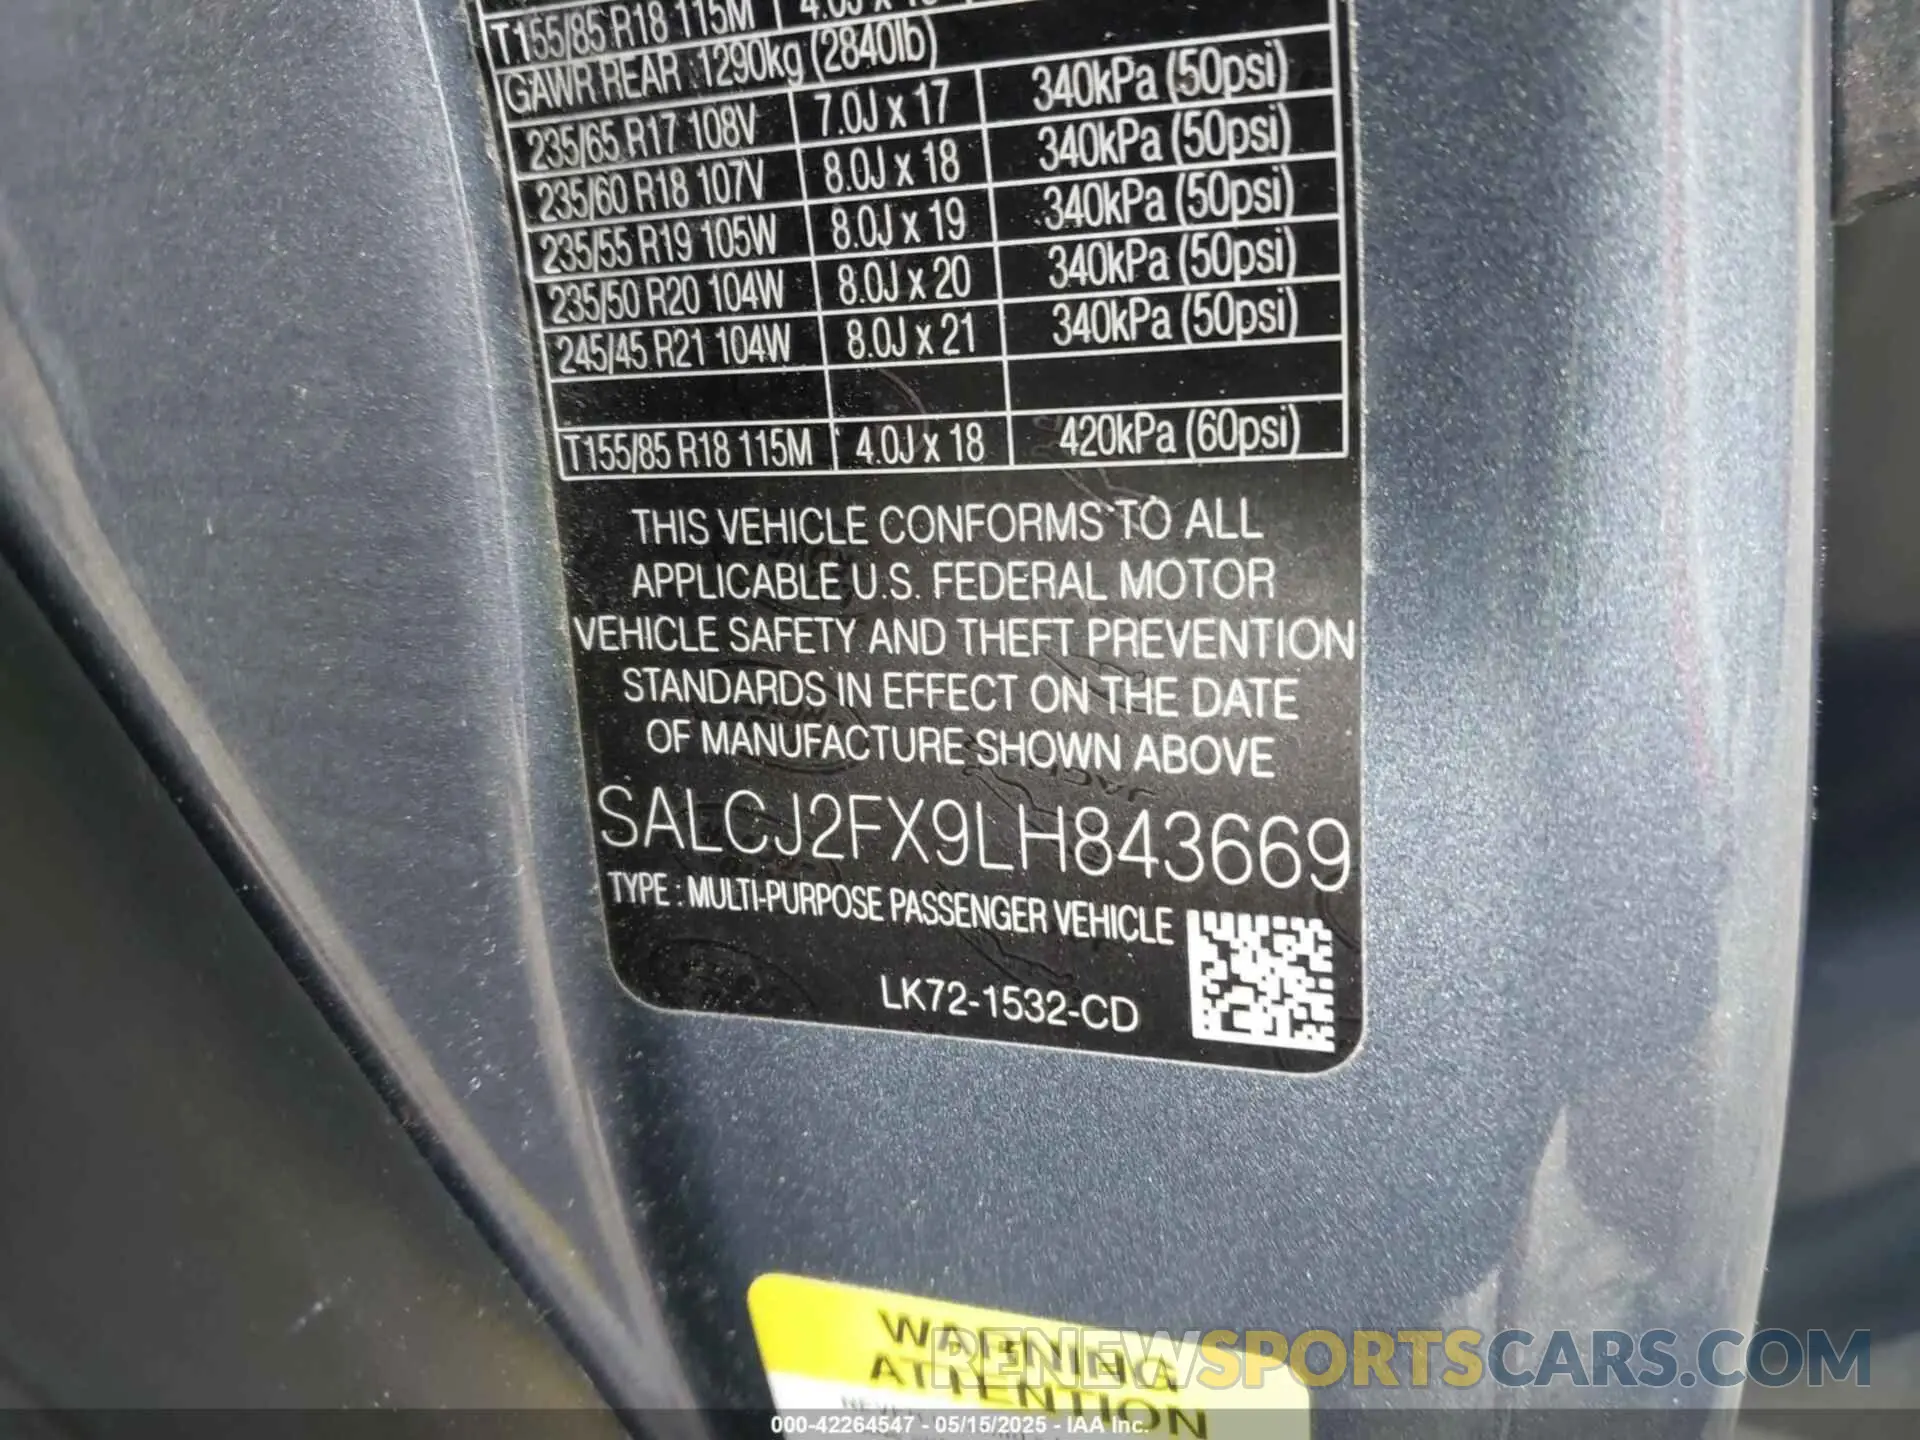 T155/85 R18 115M
GAWR REAR : 1290kg (2840lb)
235/65 R17 108V 7.0J x 17 340kPa (50psi)
235/60 R18 107V 8.0J x 18 340kPa (50psi)
235/55 R19 105W 8.0J x 19 340kPa (50psi)
235/50 R20 104W 8.0J x 20 340kPa (50psi)
245/45 R21 104W 8.0J x 21 340kPa (50psi)
T155/85 R18 115M 4.0J x 18 420kPa (60psi)
THIS VEHICLE CONFORMS TO ALL
APPLICABLE U.S. FEDERAL MOTOR
VEHICLE SAFETY AND THEFT PREVENTION
STANDARDS IN EFFECT ON THE DATE
OF MANUFACTURE SHOWN ABOVE
SALCJ2FX9LH843669
TYPE : MULTI-PURPOSE PASSENGER VEHICLE
LK72-1532-CD
WARNING
ATTENTION
RENEWSPORTSCARS.COM
000-42264547 - 05/15/2025 - IAA Inc.